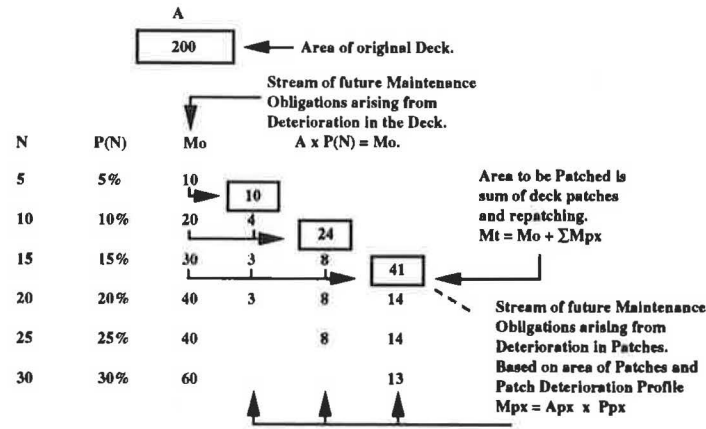 A
200
Area of original Deck.
Stream of future Maintenance
Obligations arising from
Deterioration in the Deck.
N P(N) Mo A x P(N) = Mo.
5 5% 10
10
Area to be Patched is
sum of deck patches
and repatching.
Mt = Mo + ΣMpx
10 10% 20 4
24
15 15% 30 3 8
41
20 20% 40 3 8 14
Stream of future Maintenance
Obligations arising from
Deterioration in Patches.
Based on area of Patches and
Patch Deterioration Profile
Mpx = Apx x Ppx
25 25% 40 8 14
30 30% 60 13